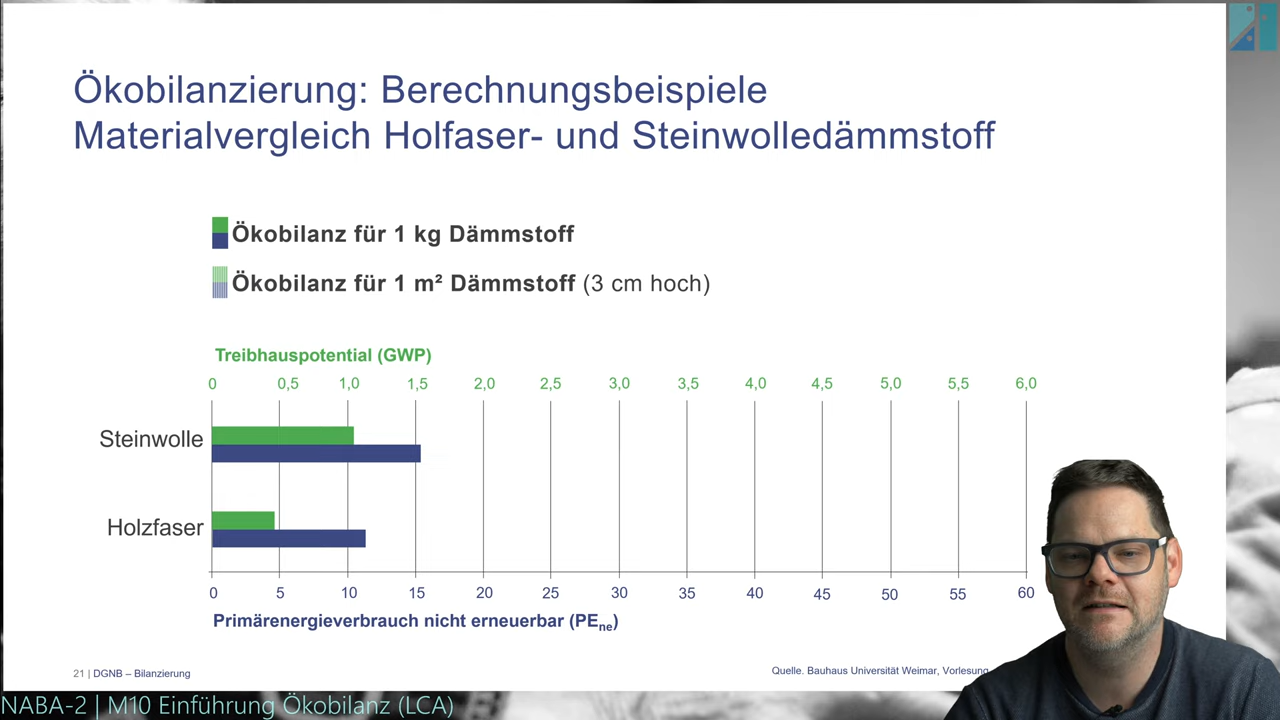 Ökobilanzierung: Berechnungsbeispiele
Materialvergleich Holfaser- und Steinwolledämmstoff
Ökobilanz für 1 kg Dämmstoff
Ökobilanz für 1 m² Dämmstoff (3 cm hoch)
Treibhauspotential (GWP)
0 0,5 1,0 1,5 2,0 2,5 3,0 3,5 4,0 4,5 5,0 5,5 6,0
Steinwolle
Holzfaser
0 5 10 15 20 25 30 35 40 45 50 55 60
Primärenergieverbrauch nicht erneuerbar (PEne)
21 | DGNB – Bilanzierung
Quelle. Bauhaus Universität Weimar, Vorlesung
NABA-2 | M10 Einführung Ökobilanz (LCA)